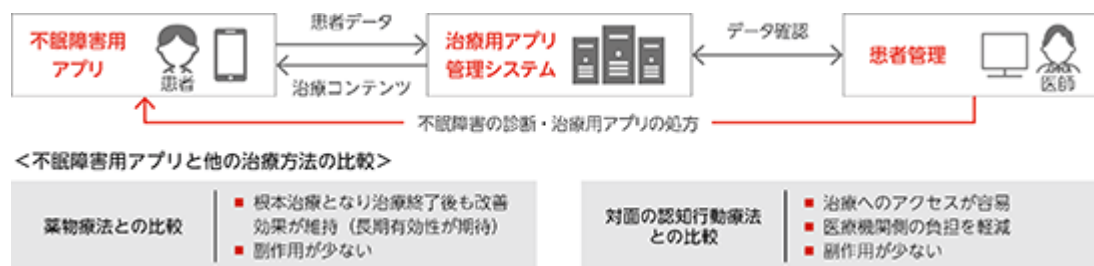 不眠障害用
アプリ
患者
患者データ
治療コンテンツ
治療用アプリ
管理システム
データ確認
患者管理
医師
不眠障害の診断・治療用アプリの処方
＜不眠障害用アプリと他の治療方法の比較＞
薬物療法との比較
■ 根本治療となり治療終了後も改善
効果が維持（長期有効性が期待）
■ 副作用が少ない
対面の認知行動療法
との比較
■ 治療へのアクセスが容易
■ 医療機関側の負担を軽減
■ 副作用が少ない